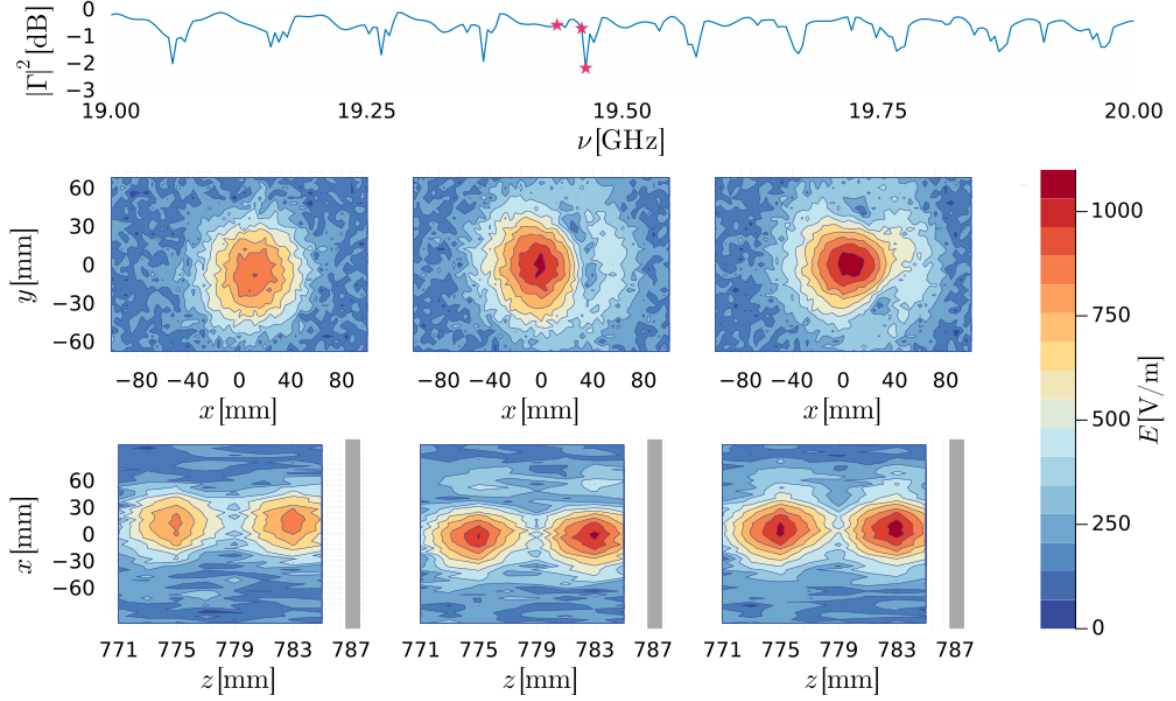 0
−1
−2
−3
|Γ|² [dB]
19.00 19.25 19.50 19.75 20.00
ν[GHz]
60
30
0
−30
−60
y[mm]
−80 −40 0 40 80 −80 −40 0 40 80 −80 −40 0 40 80
x[mm] x[mm] x[mm]
60
30
0
−30
−60
x[mm]
771 775 779 783 787 771 775 779 783 787 771 775 779 783 787
z[mm] z[mm] z[mm]
1000
750
500
250
0
E[V/m]